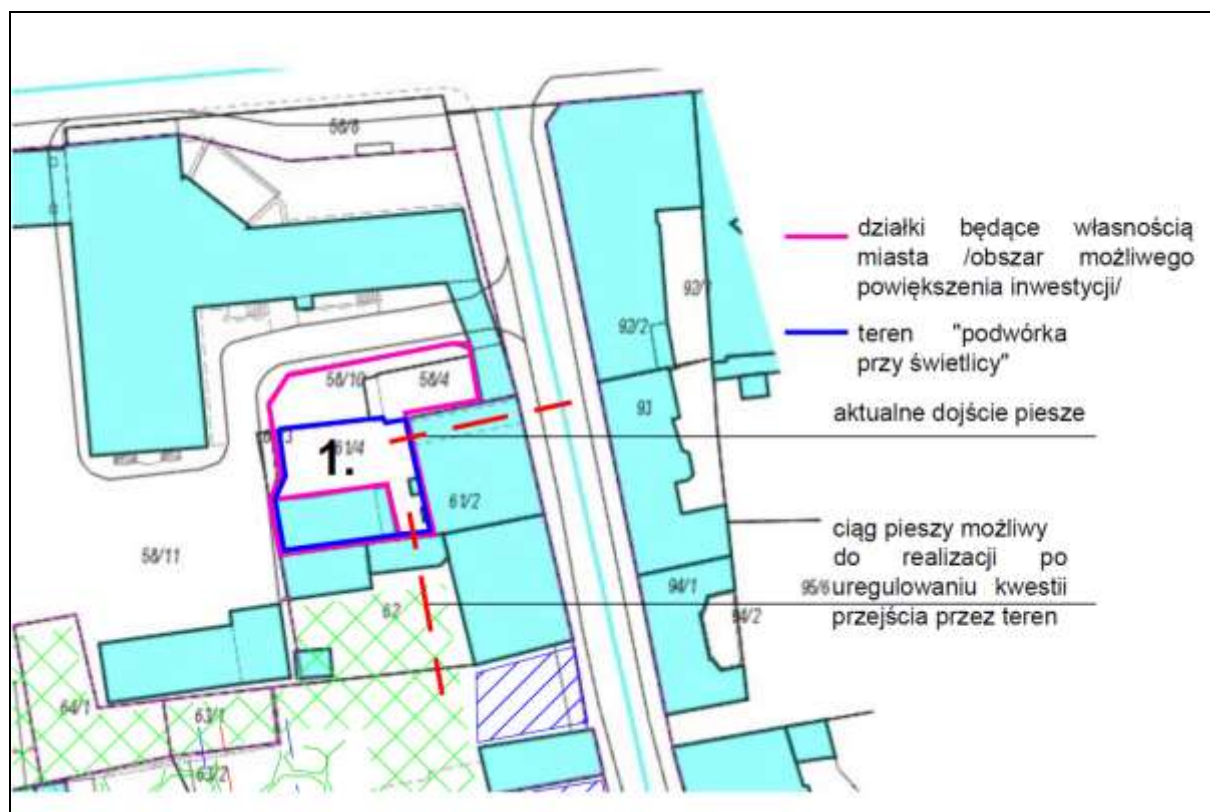 58/8
działki będące własnością
miasta /obszar możliwego
powiększenia inwestycji/
93/1
93/2
teren "podwórka
przy świetlicy"
58/10
58/4
93
aktualne dojście piesze
1.
61/4
61/2
58/11
ciąg pieszy możliwy
do realizacji po
uregulowaniu kwestii
przejścia przez teren
94/1
95/6
94/2
62
64/1
63/1
63/2